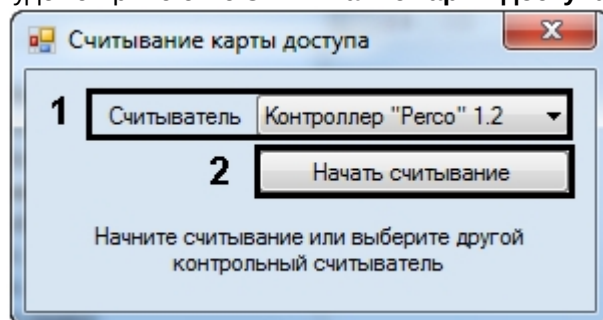 Считывание карты доступа
1 Считыватель Контроллер "Perco" 1.2
2 Начать считывание
Начните считывание или выберите другой
контрольный считыватель